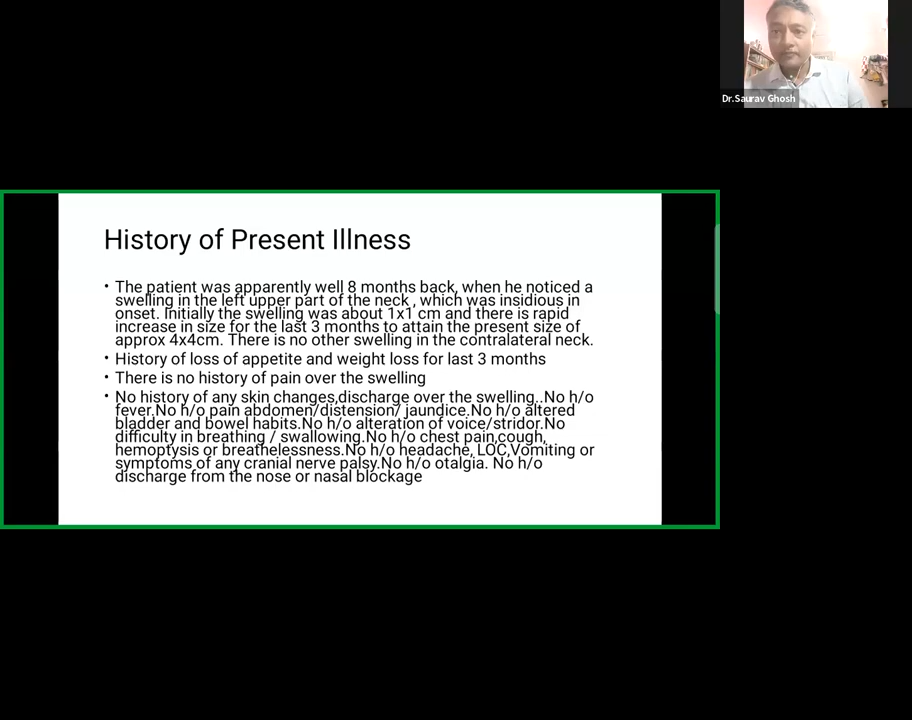 Dr.Saurav Ghosh
History of Present Illness
• The patient was apparently well 8 months back, when he noticed a
swelling in the left upper part of the neck , which was insidious in
onset. Initially the swelling was about 1x1 cm and there is rapid
increase in size for the last 3 months to attain the present size of
approx 4x4cm. There is no other swelling in the contralateral neck.
• History of loss of appetite and weight loss for last 3 months
• There is no history of pain over the swelling
• No history of any skin changes,discharge over the swelling..No h/o
fever.No h/o pain abdomen/distension/ jaundice.No h/o altered
bladder and bowel habits.No h/o alteration of voice/stridor.No
difficulty in breathing / swallowing.No h/o chest pain,cough,
hemoptysis or breathelessness.No h/o headache, LOC,Vomiting or
symptoms of any cranial nerve palsy.No h/o otalgia. No h/o
discharge from the nose or nasal blockage